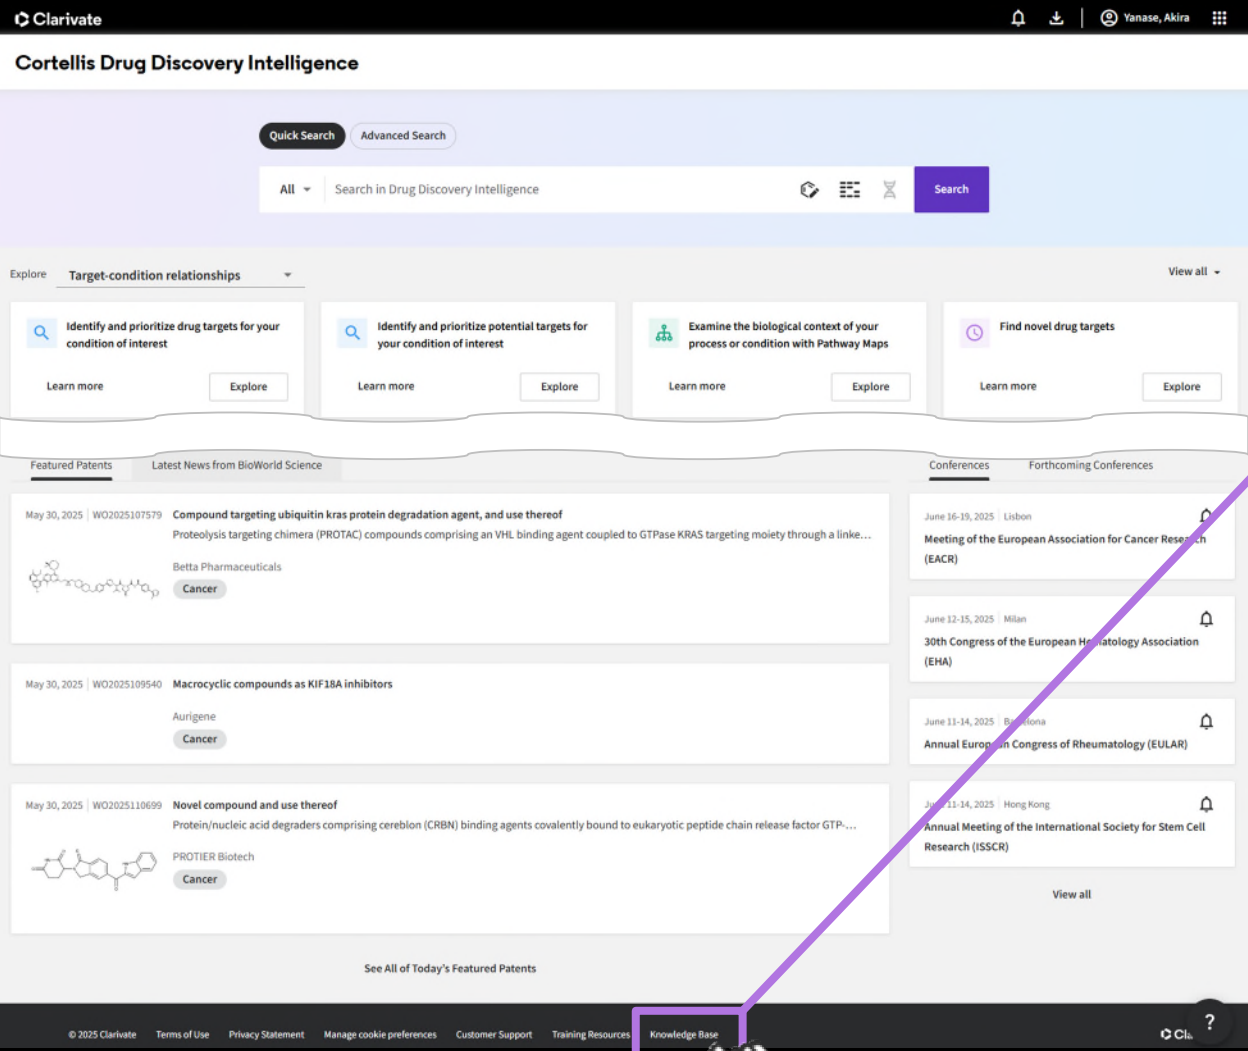 Clarivate
Yanase, Akira
Cortellis Drug Discovery Intelligence
Quick Search
Advanced Search
All
Search in Drug Discovery Intelligence
Search
Explore
Target-condition relationships
View all
Identify and prioritize drug targets for your
condition of interest
Learn more
Explore
Identify and prioritize potential targets for
your condition of interest
Learn more
Explore
Examine the biological context of your
process or condition with Pathway Maps
Learn more
Explore
Find novel drug targets
Learn more
Explore
Featured Patents
Latest News from BioWorld Science
May 30, 2025 | WO2025107579
Compound targeting ubiquitin kras protein degradation agent, and use thereof
Proteolysis targeting chimera (PROTAC) compounds comprising an VHL binding agent coupled to GTPase KRAS targeting moiety through a linke...
Betta Pharmaceuticals
Cancer
May 30, 2025 | WO2025109540
Macrocyclic compounds as KIF18A inhibitors
Aurigene
Cancer
May 30, 2025 | WO2025110699
Novel compound and use thereof
Protein/nucleic acid degraders comprising cereblon (CRBN) binding agents covalently bound to eukaryotic peptide chain release factor GTP-...
PROTIER Biotech
Cancer
See All of Today's Featured Patents
Conferences
Forthcoming Conferences
June 16-19, 2025 | Lisbon
Meeting of the European Association for Cancer Research
(EACR)
June 12-15, 2025 | Milan
30th Congress of the European Hematology Association
(EHA)
June 11-14, 2025 | Barcelona
Annual European Congress of Rheumatology (EULAR)
June 11-14, 2025 | Hong Kong
Annual Meeting of the International Society for Stem Cell
Research (ISSCR)
View all
© 2025 Clarivate
Terms of Use
Privacy Statement
Manage cookie preferences
Customer Support
Training Resources
Knowledge Base
?